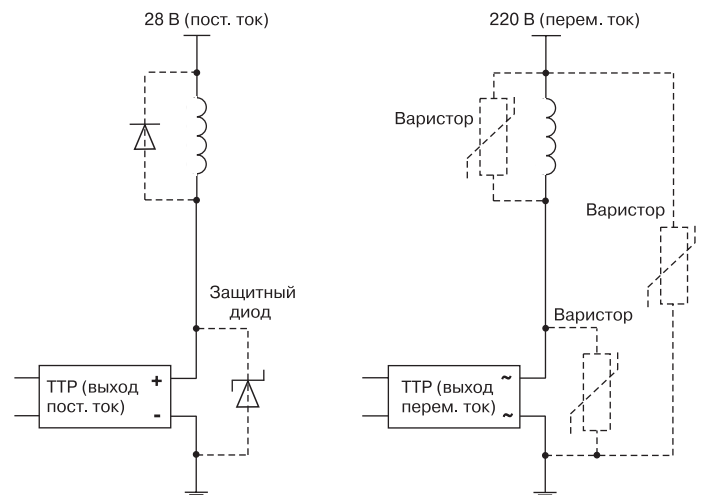 28 В (пост. ток)
Защитный
диод
ТТР (выход
пост. ток)
+
-
220 В (перем. ток)
Варистор
Варистор
Варистор
ТТР (выход
перем. ток)
~
~